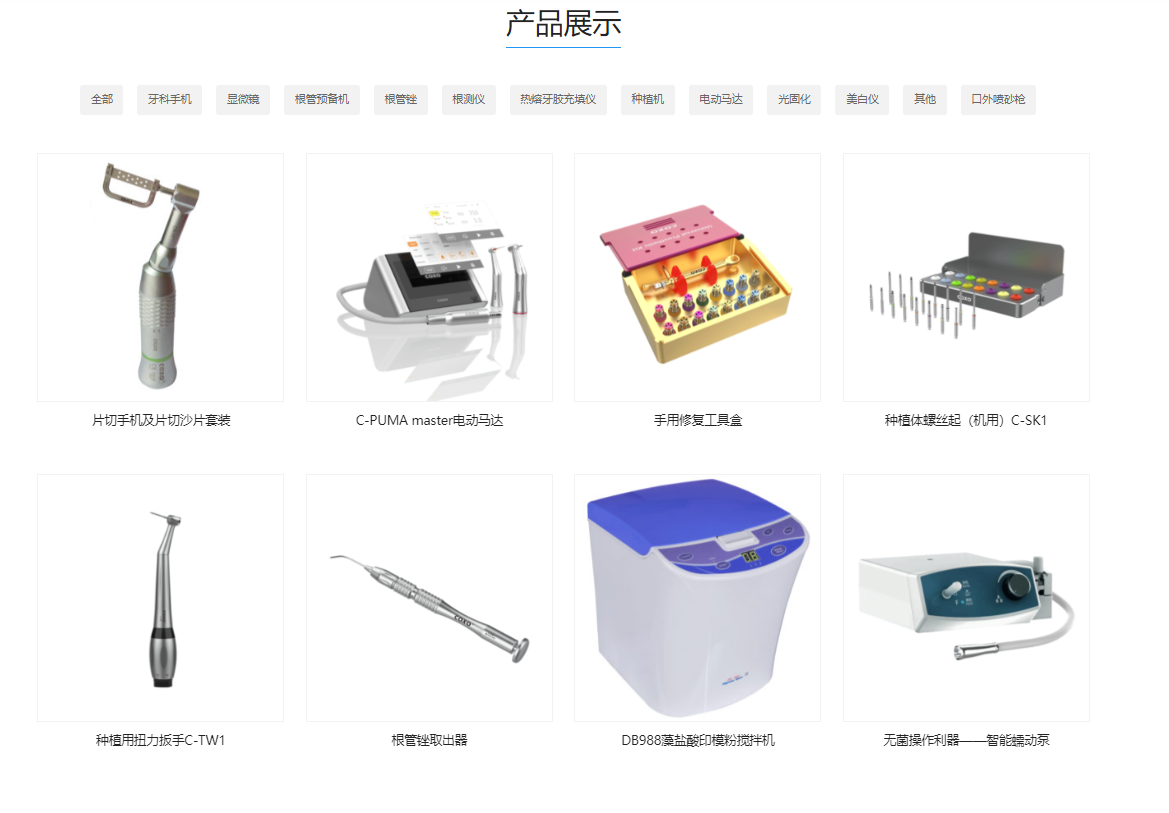 产品展示
全部
牙科手机
显微镜
根管预备机
根管锉
根测仪
热熔牙胶充填仪
种植机
电动马达
光固化
美白仪
其他
口外喷砂枪
COXO
COXO
COXO
COXO
片切手机及片切沙片套装
C-PUMA master电动马达
手用修复工具盒
种植体螺丝起（机用）C-SK1
COXO
18
种植用扭力扳手C-TW1
根管锉取出器
DB988藻盐酸印模粉搅拌机
无菌操作利器——智能蠕动泵